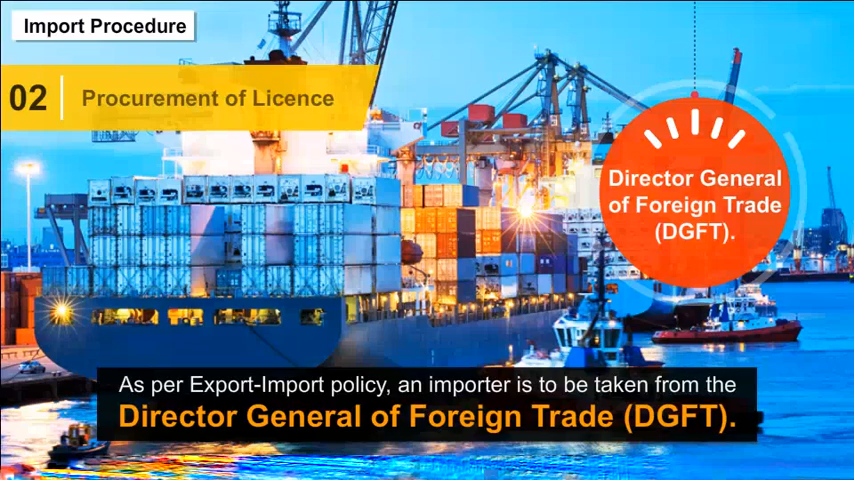 Import Procedure
02
Procurement of Licence
Director General
of Foreign Trade
(DGFT).
As per Export-Import policy, an importer is to be taken from the
Director General of Foreign Trade (DGFT).